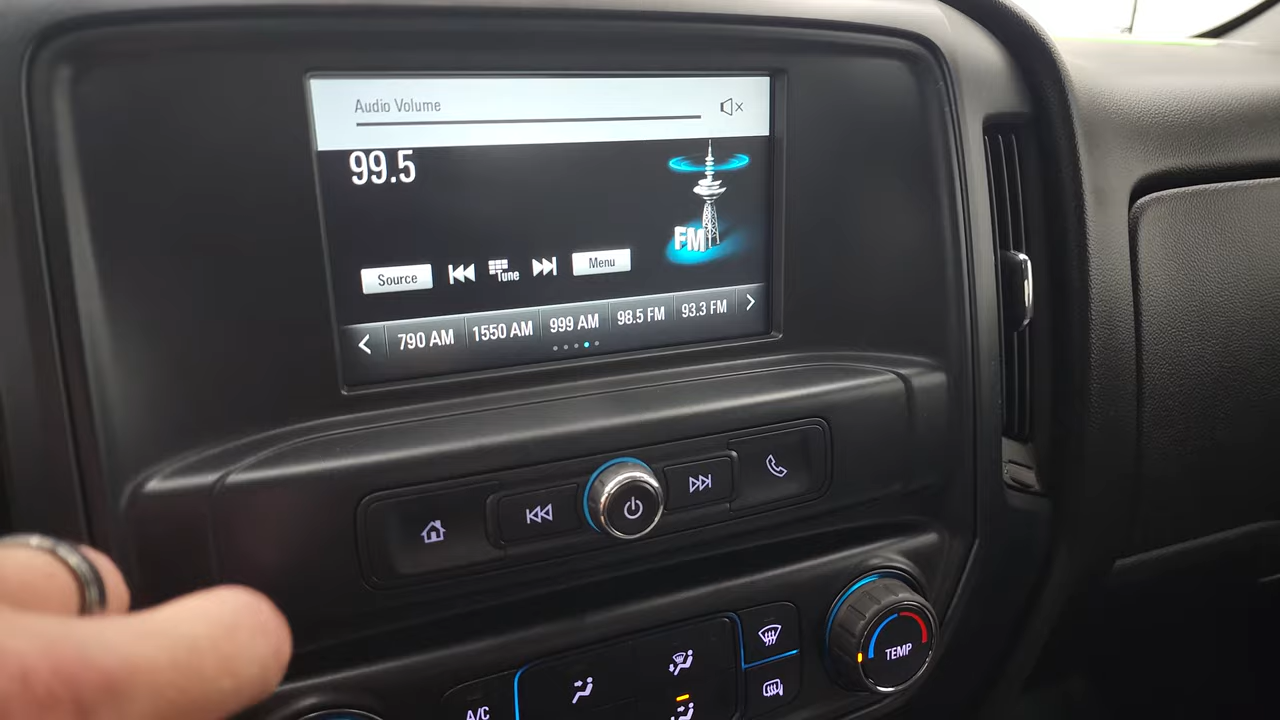 Audio Volume
99.5
FM
Source
Tune
Menu
790 AM 1550 AM 999 AM 98.5 FM 93.3 FM
TEMP
A/C